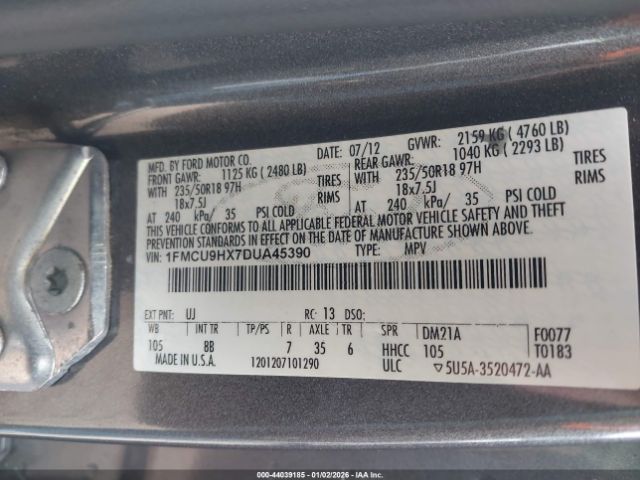 MFD. BY FORD MOTOR CO.
DATE: 07/12 GVWR: 2159 KG ( 4760 LB)
FRONT GAWR: 1125 KG ( 2480 LB)
REAR GAWR: 1040 KG ( 2293 LB)
WITH 235/50R18 97H TIRES
18x7.5J RIMS
WITH 235/50R18 97H TIRES
18x7.5J RIMS
AT 240 kPa/ 35 PSI COLD
AT 240 kPa/ 35 PSI COLD
THIS VEHICLE CONFORMS TO ALL APPLICABLE FEDERAL MOTOR VEHICLE SAFETY AND THEFT
PREVENTION STANDARDS IN EFFECT ON THE DATE OF MANUFACTURE SHOWN ABOVE.
VIN: 1FMCU9HX7DUA45390 TYPE: MPV
EXT PNT: UJ RC: 13 DSO:
WB INT TR TP/PS R AXLE TR SPR DM21A F0077
105 8B 7 35 6 HHCC 105 T0183
MADE IN U.S.A. 1201207101290 ULC ▽5U5A-3520472-AA
1200-44039185 - 01/02/2026 - IAA, Inc.